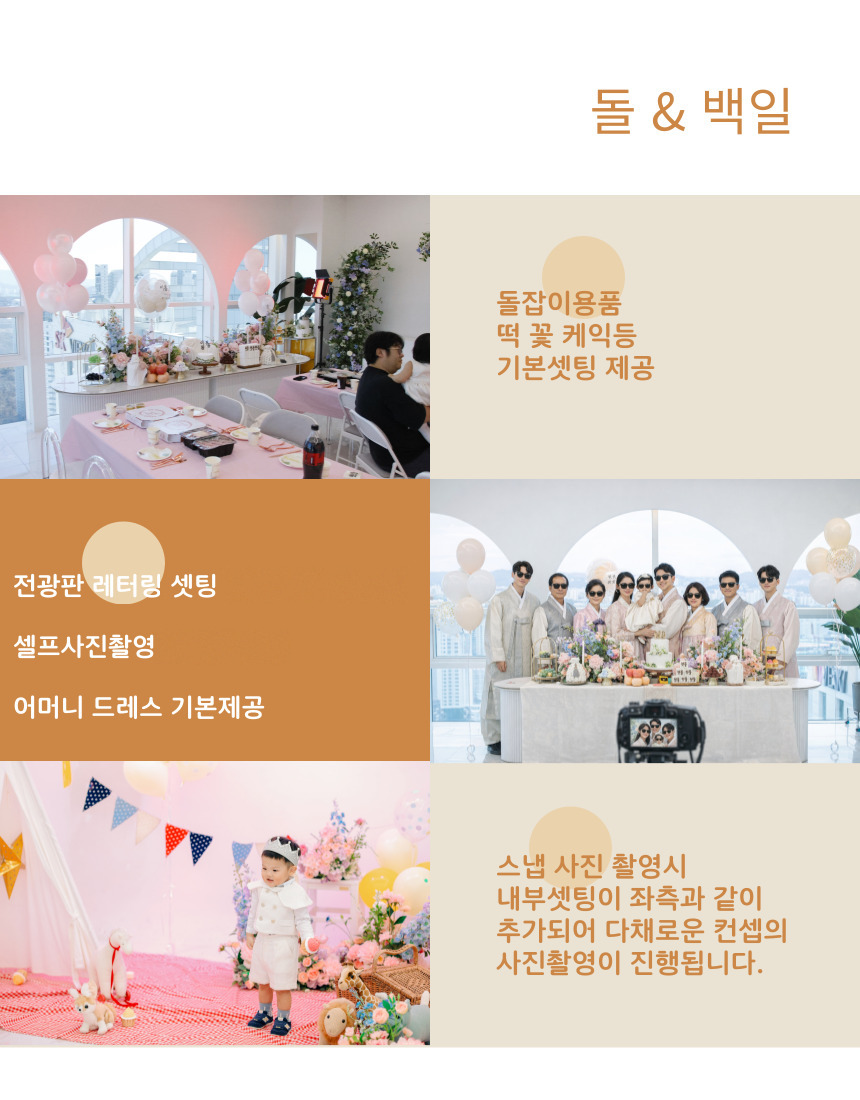 돌 & 백일
돌잡이용품
떡 꽃 케익등
기본셋팅 제공
전광판 레터링 셋팅
셀프사진촬영
어머니 드레스 기본제공
스냅 사진 촬영시
내부셋팅이 좌측과 같이
추가되어 다채로운 컨셉의
사진촬영이 진행됩니다.